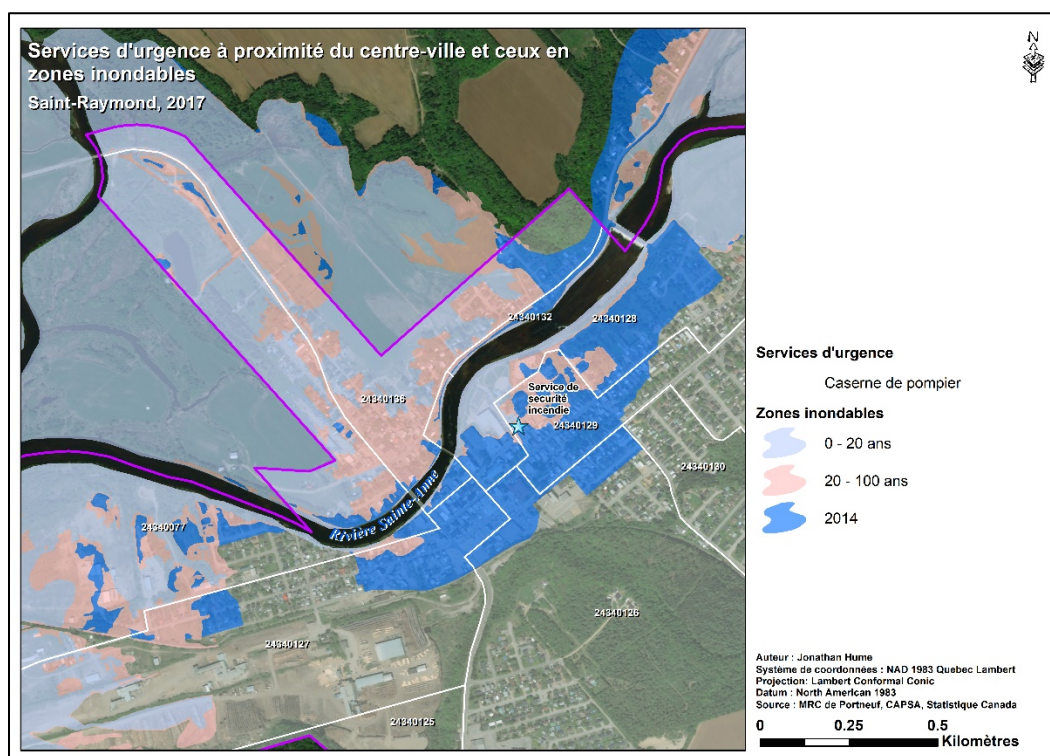 Services d'urgence à proximité du centre-ville et ceux en
zones inondables
Saint-Raymond, 2017
N
24340132
24340128
24340136
Service de
sécurité
incendie
24340129
24340130
Rivière Sainte-Anne
24340077
24340126
24340127
24340125
Services d'urgence
Caserne de pompier
Zones inondables
0 - 20 ans
20 - 100 ans
2014
Auteur : Jonathan Hume
Système de coordonnées : NAD 1983 Quebec Lambert
Projection: Lambert Conformal Conic
Datum : North American 1983
Source : MRC de Portneuf, CAPSA, Statistique Canada
0 0.25 0.5
Kilomètres